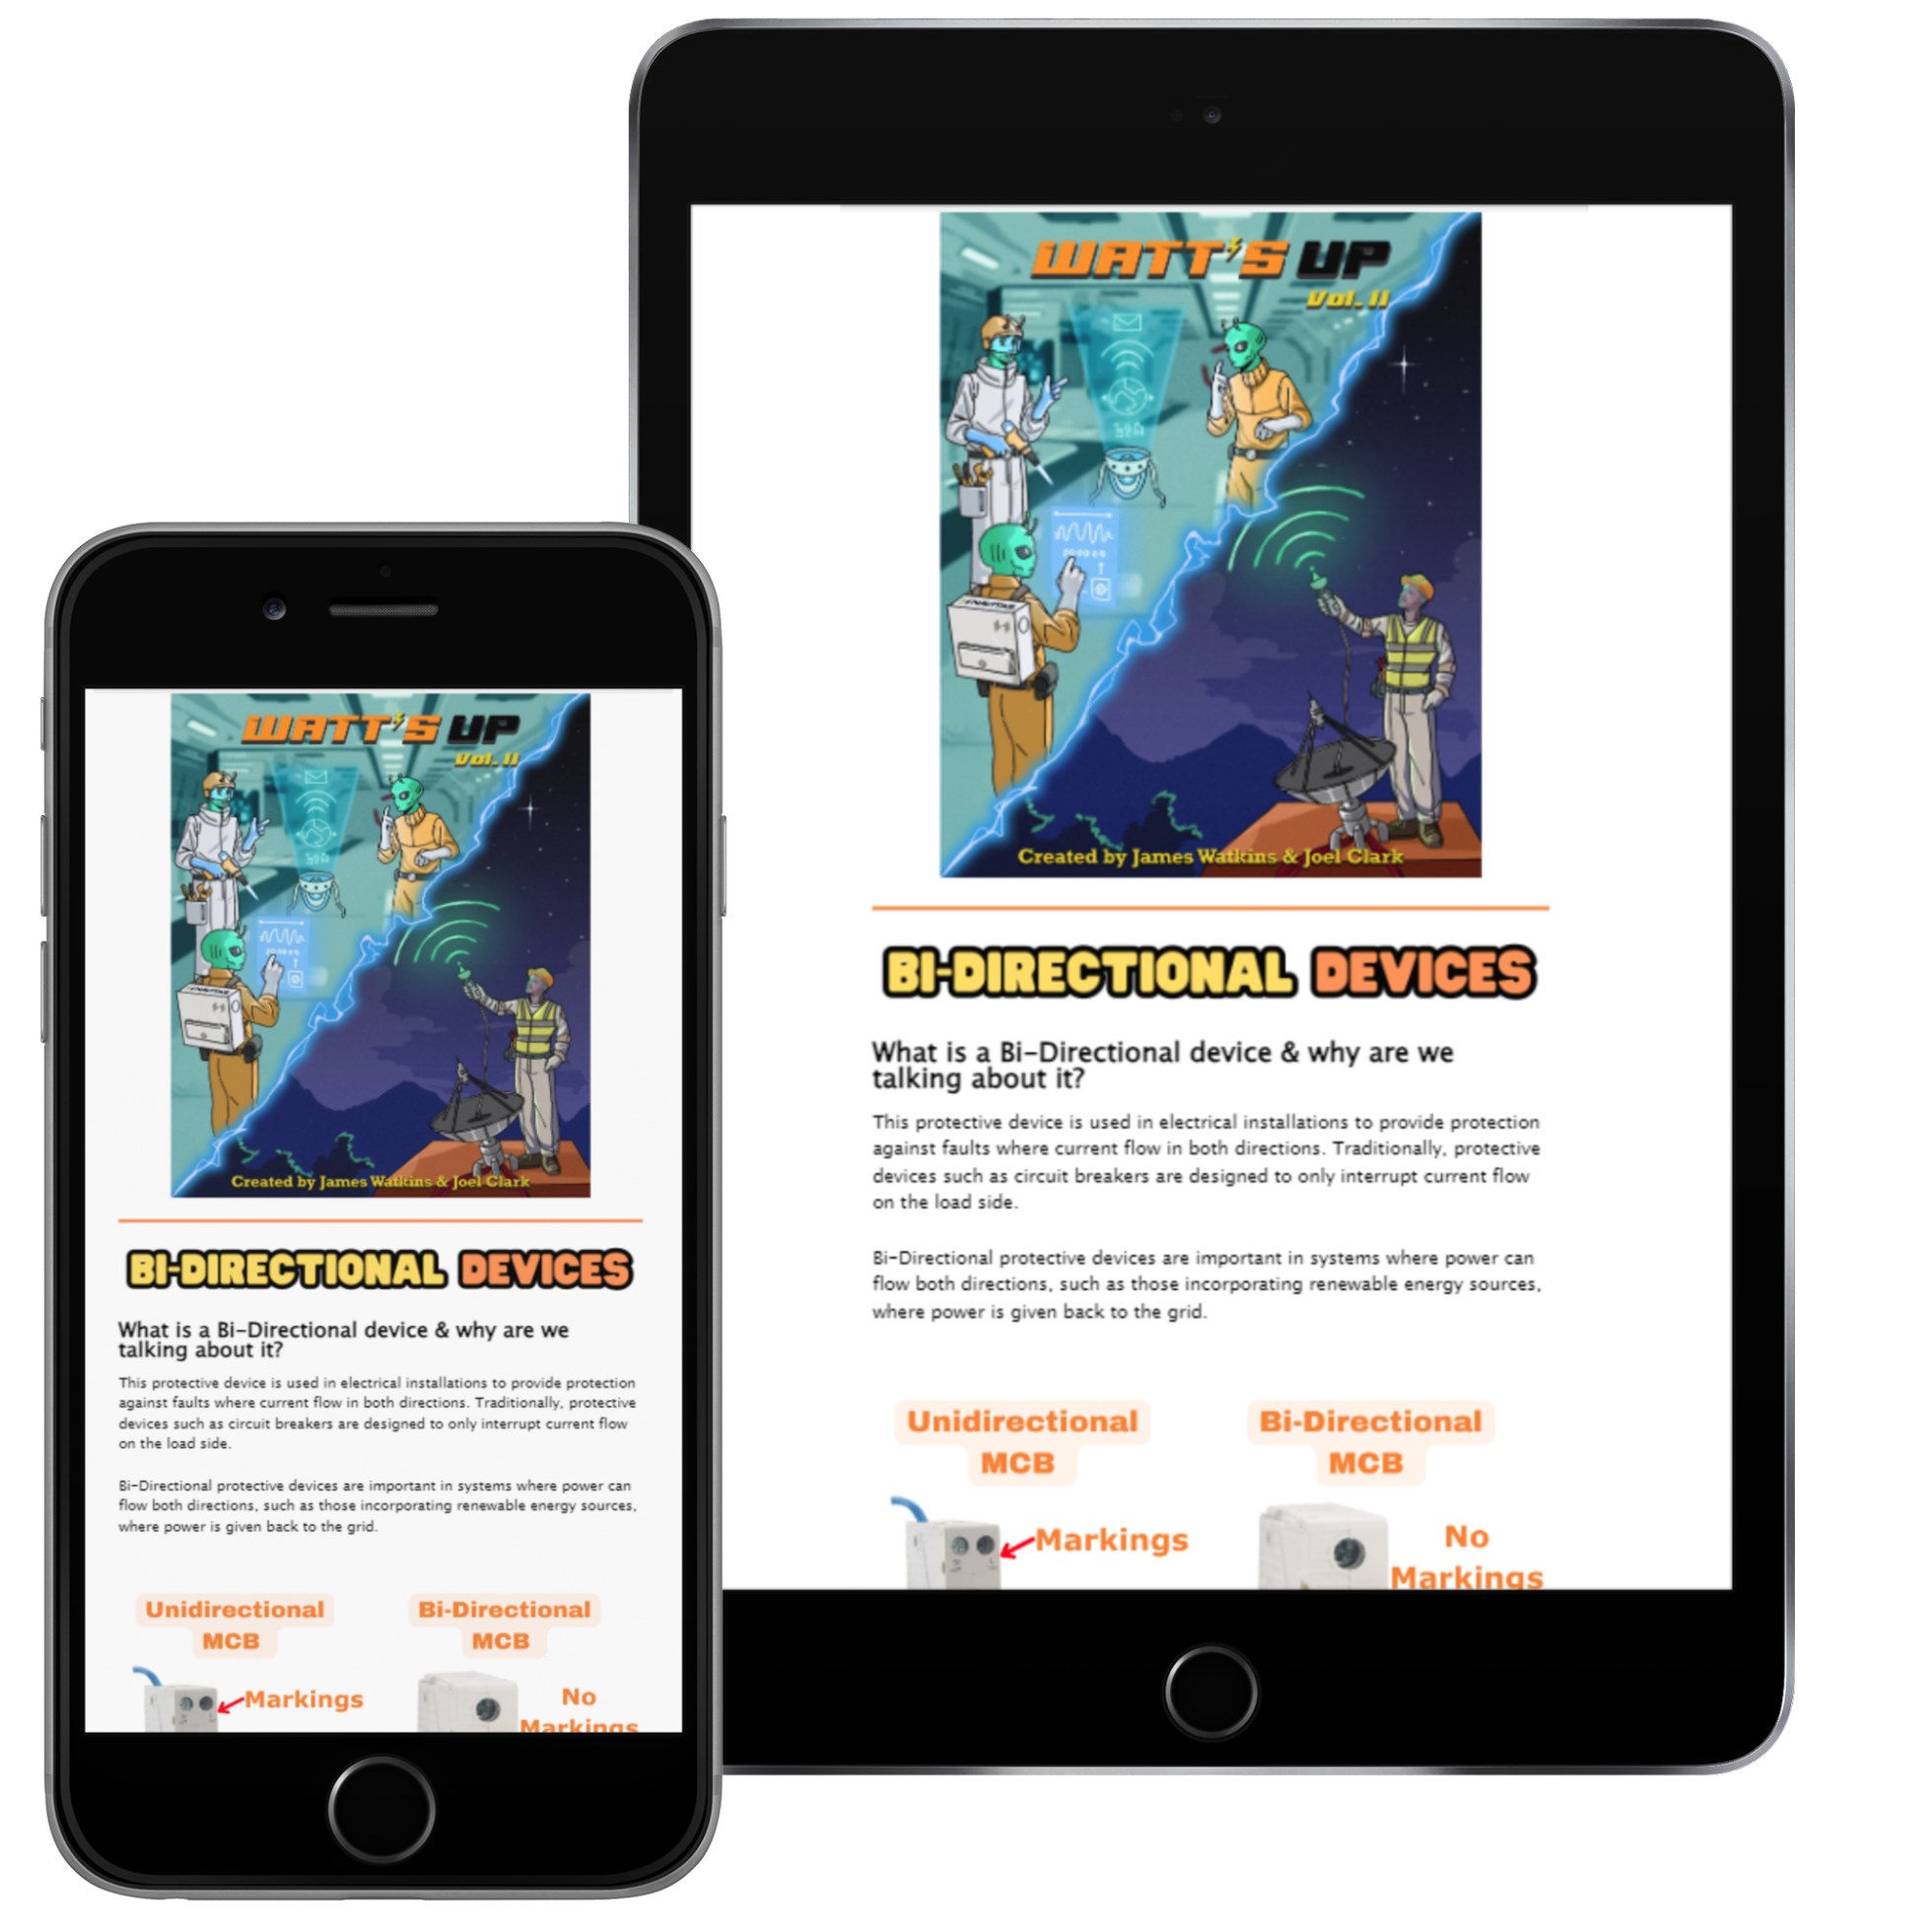 WATT'S UP
Vol. II
Created by James Watkins & Joel Clark
BI-DIRECTIONAL DEVICES
What is a Bi-Directional device & why are we
talking about it?
This protective device is used in electrical installations to provide protection
against faults where current flow in both directions. Traditionally, protective
devices such as circuit breakers are designed to only interrupt current flow
on the load side.
Bi-Directional protective devices are important in systems where power can
flow both directions, such as those incorporating renewable energy sources,
where power is given back to the grid.
Unidirectional
MCB
Bi-Directional
MCB
Markings
No
Markings
WATT'S UP
Vol. II
Created by James Watkins & Joel Clark
BI-DIRECTIONAL DEVICES
What is a Bi-Directional device & why are we
talking about it?
This protective device is used in electrical installations to provide protection
against faults where current flow in both directions. Traditionally, protective
devices such as circuit breakers are designed to only interrupt current flow
on the load side.
Bi-Directional protective devices are important in systems where power can
flow both directions, such as those incorporating renewable energy sources,
where power is given back to the grid.
Unidirectional
MCB
Bi-Directional
MCB
Markings
No
Markings